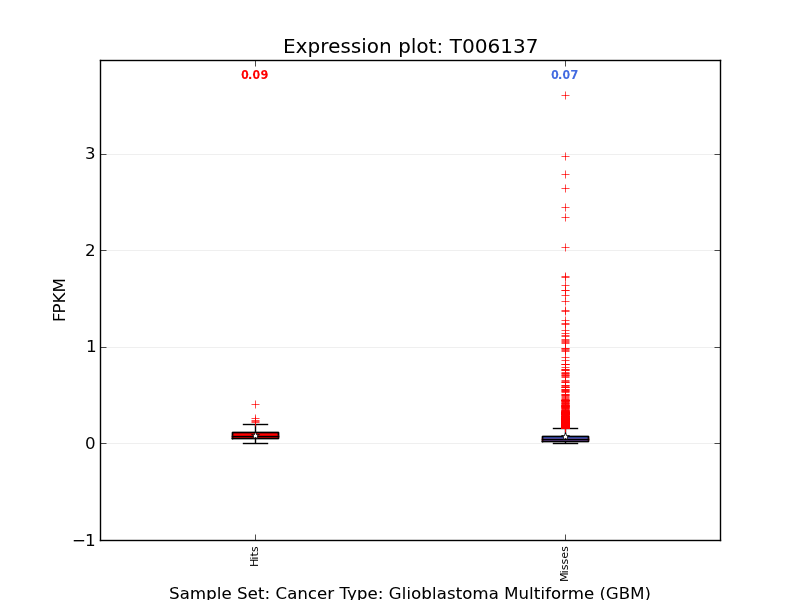 Expression plot: T006137
0.09
0.07
3
2
1
0
−1
FPKM
Hits
Misses
Sample Set: Cancer Type: Glioblastoma Multiforme (GBM)